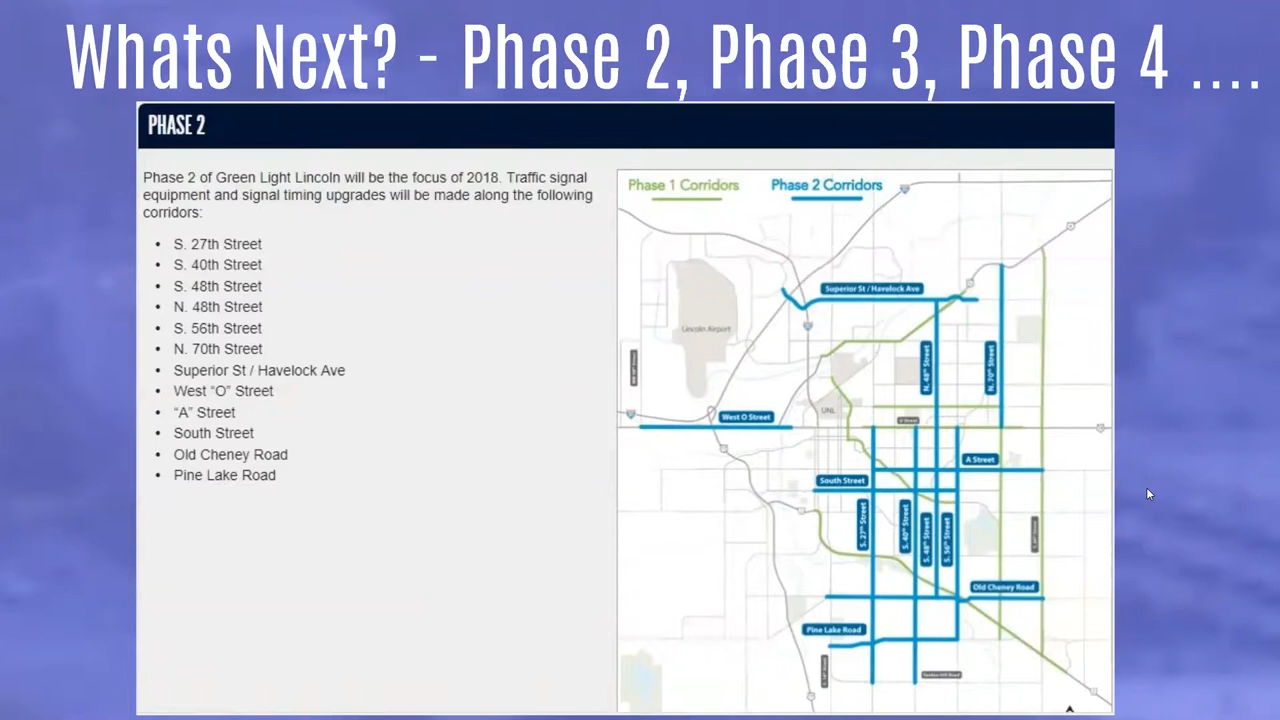 Whats Next? - Phase 2, Phase 3, Phase 4 ....
PHASE 2
Phase 2 of Green Light Lincoln will be the focus of 2018. Traffic signal
equipment and signal timing upgrades will be made along the following
corridors:
• S. 27th Street
• S. 40th Street
• S. 48th Street
• N. 48th Street
• S. 56th Street
• N. 70th Street
• Superior St / Havelock Ave
• West “O” Street
• “A” Street
• South Street
• Old Cheney Road
• Pine Lake Road
Phase 1 Corridors
Phase 2 Corridors
Superior St / Havelock Ave
Lincoln Airport
N. 48th Street
N. 70th Street
UNL
West O Street
A Street
South Street
S. 27th Street
S. 40th Street
S. 48th Street
S. 56th Street
Old Cheney Road
Pine Lake Road